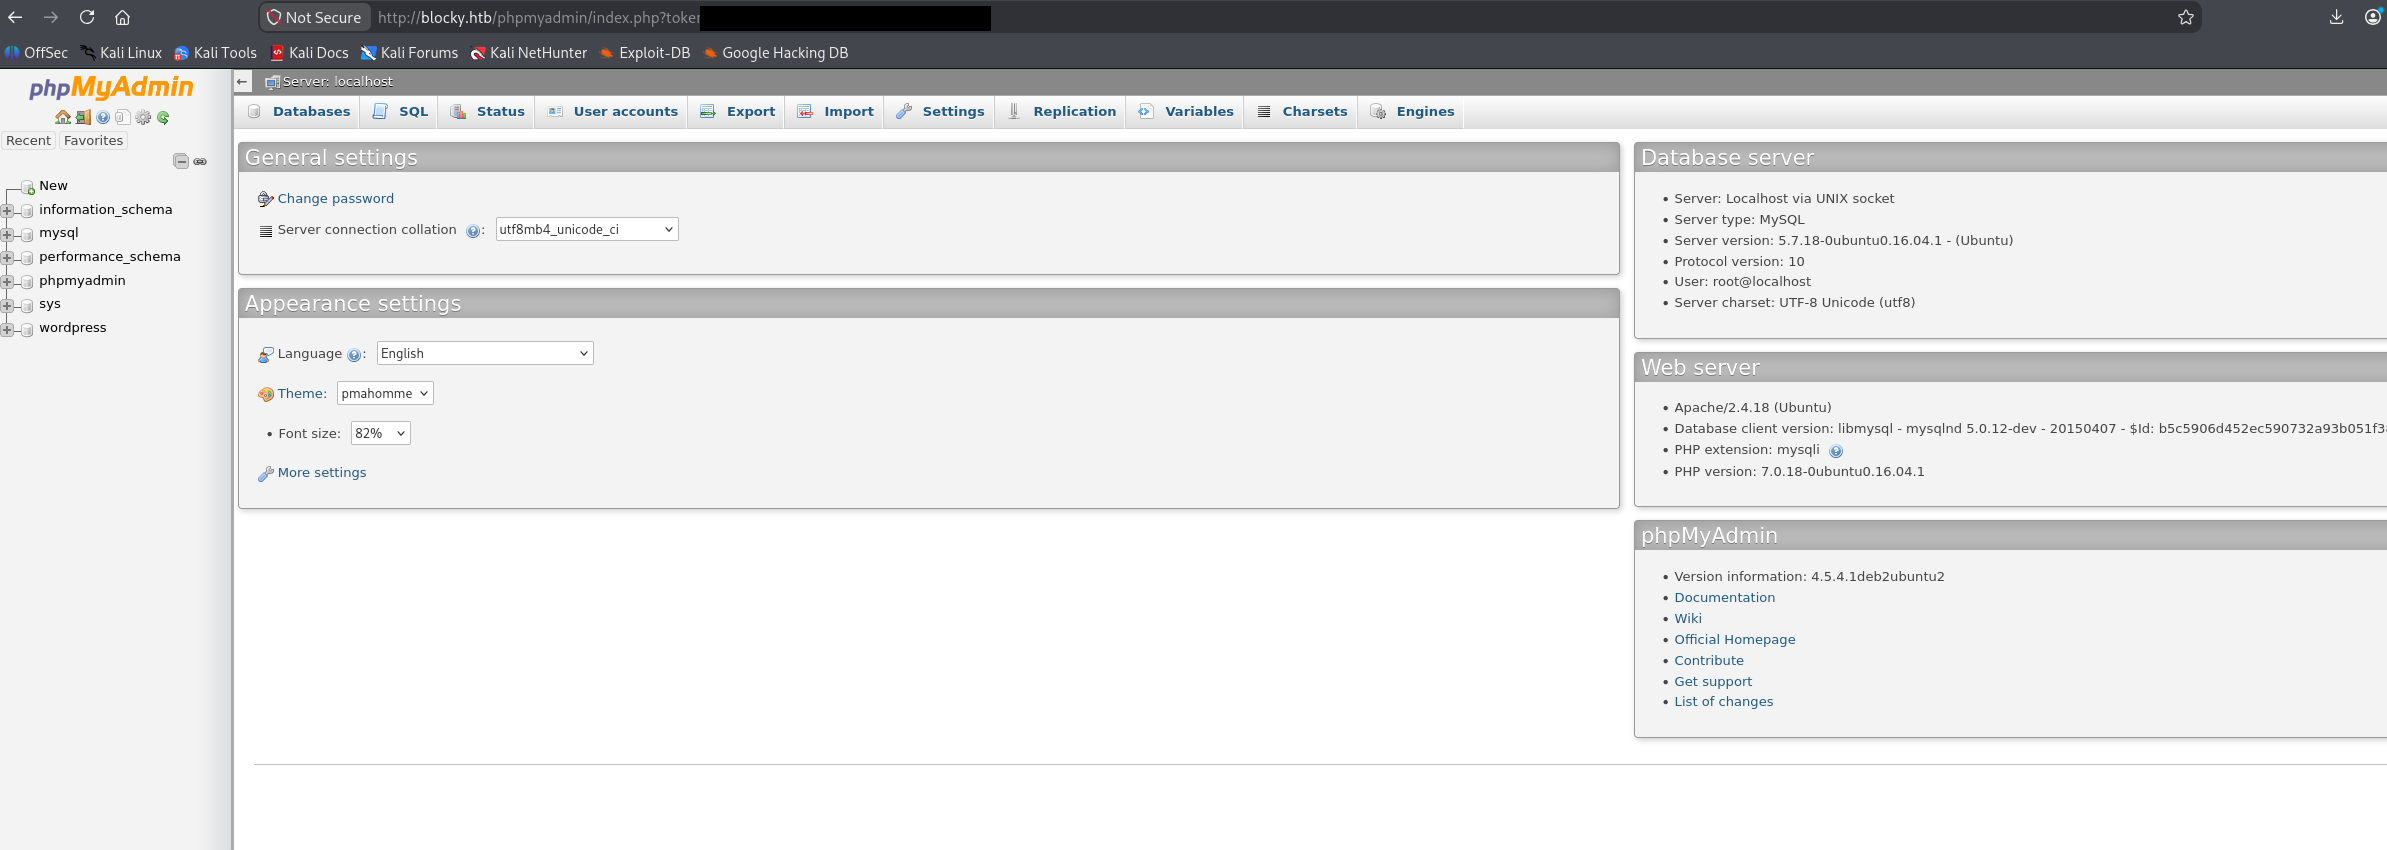 Not Secure http://blocky.htb/phpmyadmin/index.php?token
OffSec Kali Linux Kali Tools Kali Docs Kali Forums Kali NetHunter Exploit-DB Google Hacking DB
phpMyAdmin
Recent Favorites
New
information_schema
mysql
performance_schema
phpmyadmin
sys
wordpress
Server: localhost
Databases SQL Status User accounts Export Import Settings Replication Variables Charsets Engines
General settings
Change password
Server connection collation : utf8mb4_unicode_ci
Appearance settings
Language : English
Theme: pmahomme
• Font size: 82%
More settings
Database server
• Server: Localhost via UNIX socket
• Server type: MySQL
• Server version: 5.7.18-0ubuntu0.16.04.1 - (Ubuntu)
• Protocol version: 10
• User: root@localhost
• Server charset: UTF-8 Unicode (utf8)
Web server
• Apache/2.4.18 (Ubuntu)
• Database client version: libmysql - mysqlnd 5.0.12-dev - 20150407 - $Id: b5c5906d452ec590732a93b051f3
• PHP extension: mysqli
• PHP version: 7.0.18-0ubuntu0.16.04.1
phpMyAdmin
• Version information: 4.5.4.1deb2ubuntu2
• Documentation
• Wiki
• Official Homepage
• Contribute
• Get support
• List of changes